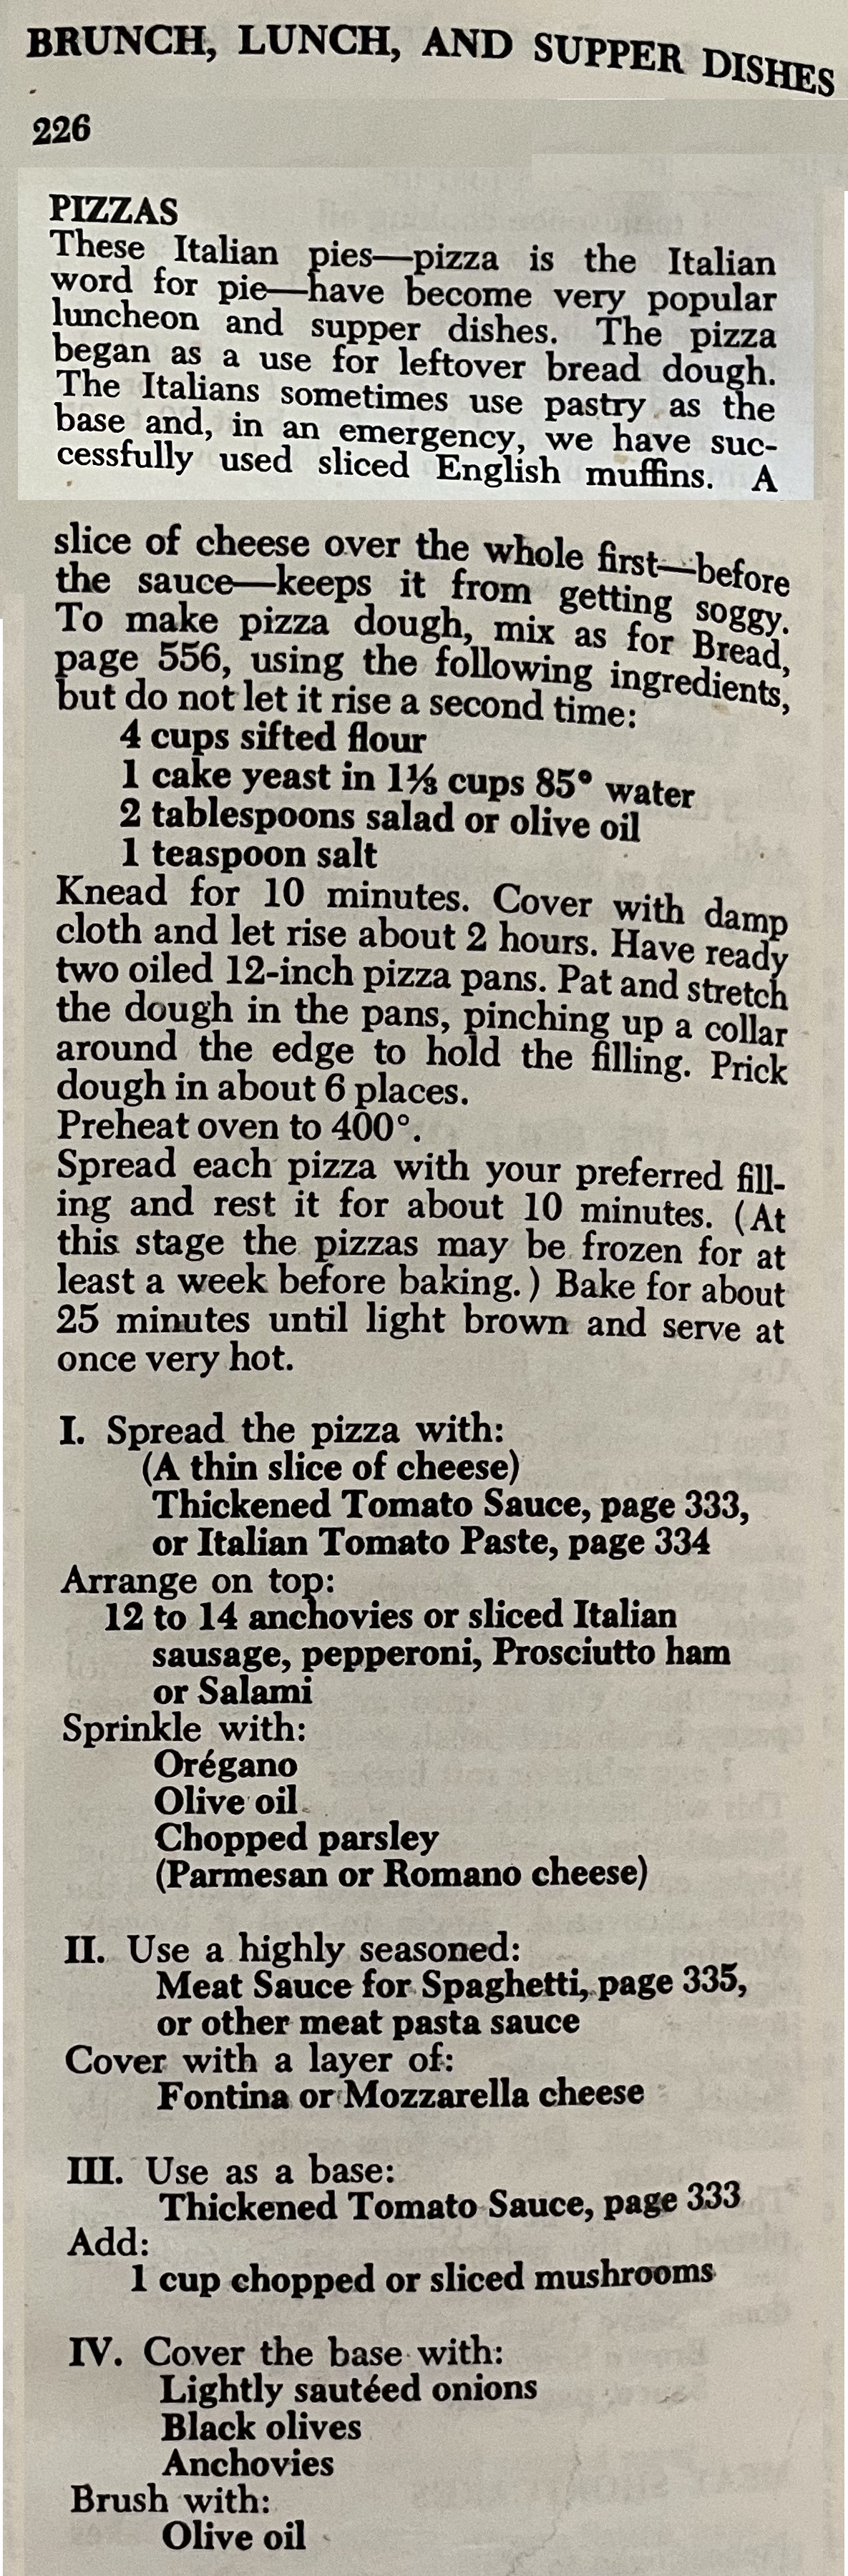 BRUNCH, LUNCH, AND SUPPER DISHES
226
PIZZAS
These Italian pies—pizza is the Italian
word for pie—have become very popular
luncheon and supper dishes. The pizza
began as a use for leftover bread dough.
The Italians sometimes use pastry as the
base and, in an emergency, we have suc-
cessfully used sliced English muffins. A
slice of cheese over the whole first—before
the sauce—keeps it from getting soggy.
To make pizza dough, mix as for Bread,
page 556, using the following ingredients,
but do not let it rise a second time:
4 cups sifted flour
1 cake yeast in 1⅓ cups 85° water
2 tablespoons salad or olive oil
1 teaspoon salt
Knead for 10 minutes. Cover with damp
cloth and let rise about 2 hours. Have ready
two oiled 12-inch pizza pans. Pat and stretch
the dough in the pans, pinching up a collar
around the edge to hold the filling. Prick
dough in about 6 places.
Preheat oven to 400°.
Spread each pizza with your preferred fill-
ing and rest it for about 10 minutes. (At
this stage the pizzas may be frozen for at
least a week before baking.) Bake for about
25 minutes until light brown and serve at
once very hot.
I. Spread the pizza with:
(A thin slice of cheese)
Thickened Tomato Sauce, page 333,
or Italian Tomato Paste, page 334
Arrange on top:
12 to 14 anchovies or sliced Italian
sausage, pepperoni, Prosciutto ham
or Salami
Sprinkle with:
Orégano
Olive oil
Chopped parsley
(Parmesan or Romano cheese)
II. Use a highly seasoned:
Meat Sauce for Spaghetti, page 335,
or other meat pasta sauce
Cover with a layer of:
Fontina or Mozzarella cheese
III. Use as a base:
Thickened Tomato Sauce, page 333
Add:
1 cup chopped or sliced mushrooms
IV. Cover the base with:
Lightly sautéed onions
Black olives
Anchovies
Brush with:
Olive oil